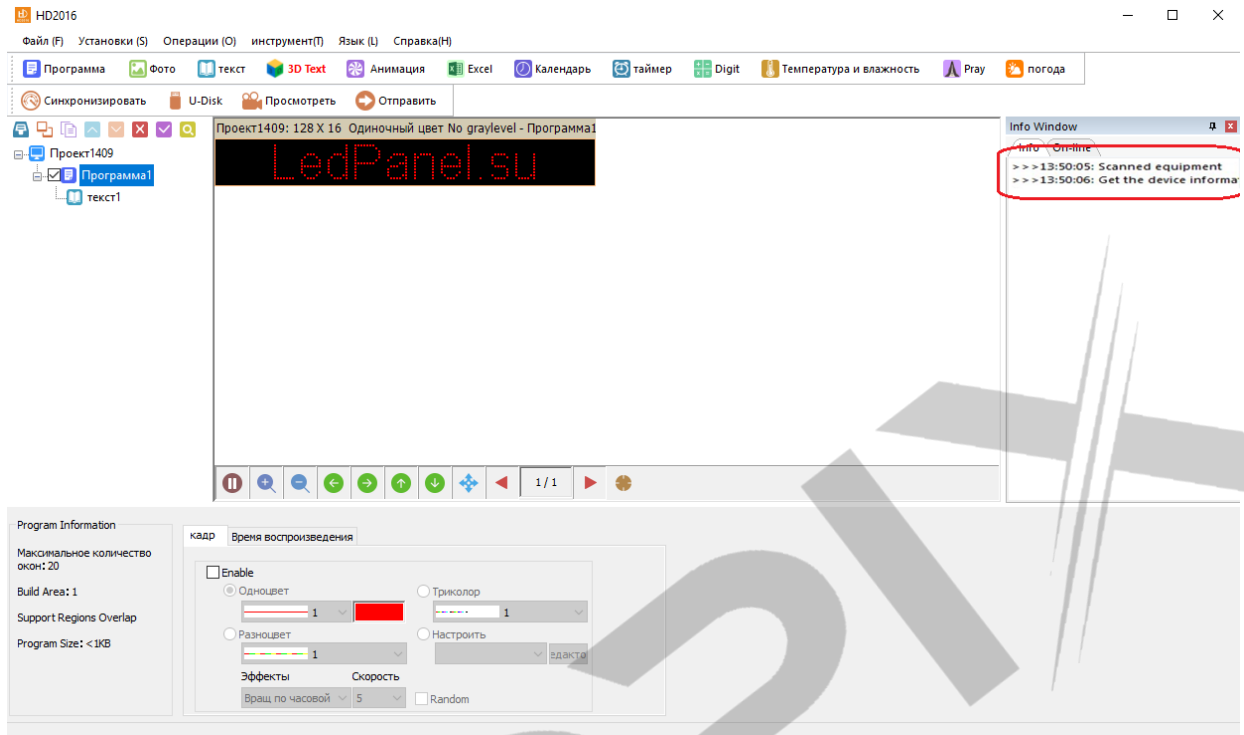 HD2016
Файл (F) Установки (S) Операции (O) инструмент(T) Язык (L) Справка(H)
Программа Фото текст 3D Text Анимация Excel Календарь таймер Digit Температура и влажность Pray погода
Синхронизировать U-Disk Просмотреть Отправить
Проект1409
Программа1
текст1
Проект1409: 128 X 16 Одиночный цвет No graylevel - Программа1
LedPanel.su
1/1
Info Window
Info On-line
>>>13:50:05: Scanned equipment
>>>13:50:06: Get the device informa
Program Information
Максимальное количество
окон: 20
Build Area: 1
Support Regions Overlap
Program Size: <1KB
кадр Время воспроизведения
Enable
Одноцвет Триколор
1 1
Разноцвет Настроить
1 едакто
Эффекты Скорость
Вращ по часовой 5 Random